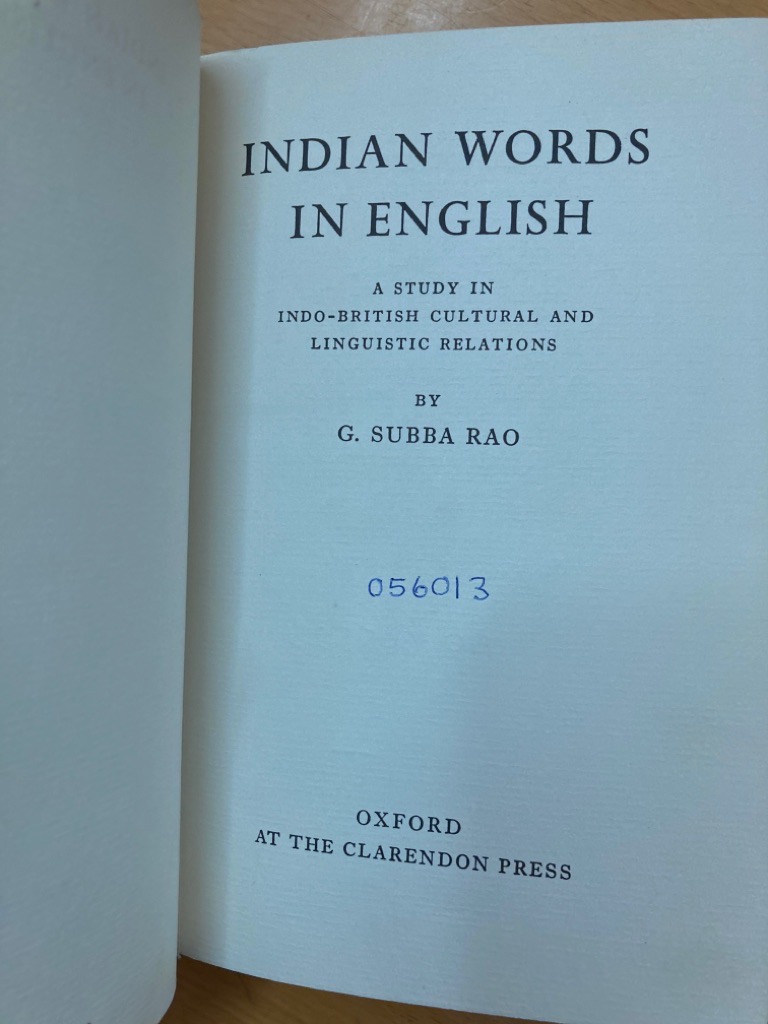 INDIAN WORDS
IN ENGLISH
A STUDY IN
INDO-BRITISH CULTURAL AND
LINGUISTIC RELATIONS
BY
G. SUBBA RAO
056013
OXFORD
AT THE CLARENDON PRESS